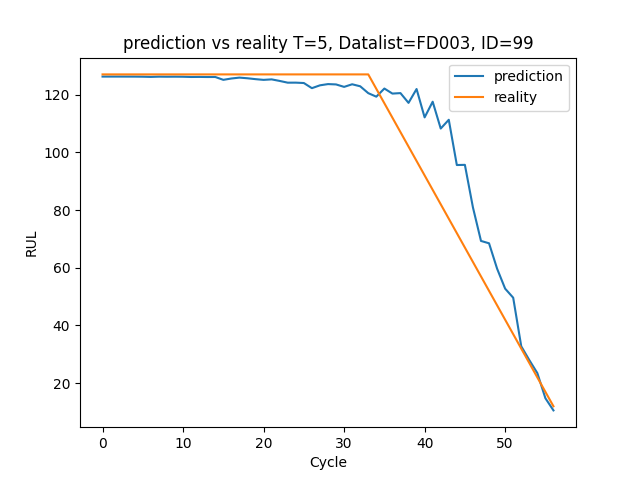 prediction vs reality T=5, Datalist=FD003, ID=99
prediction
reality
RUL
120
100
80
60
40
20
0 10 20 30 40 50
Cycle